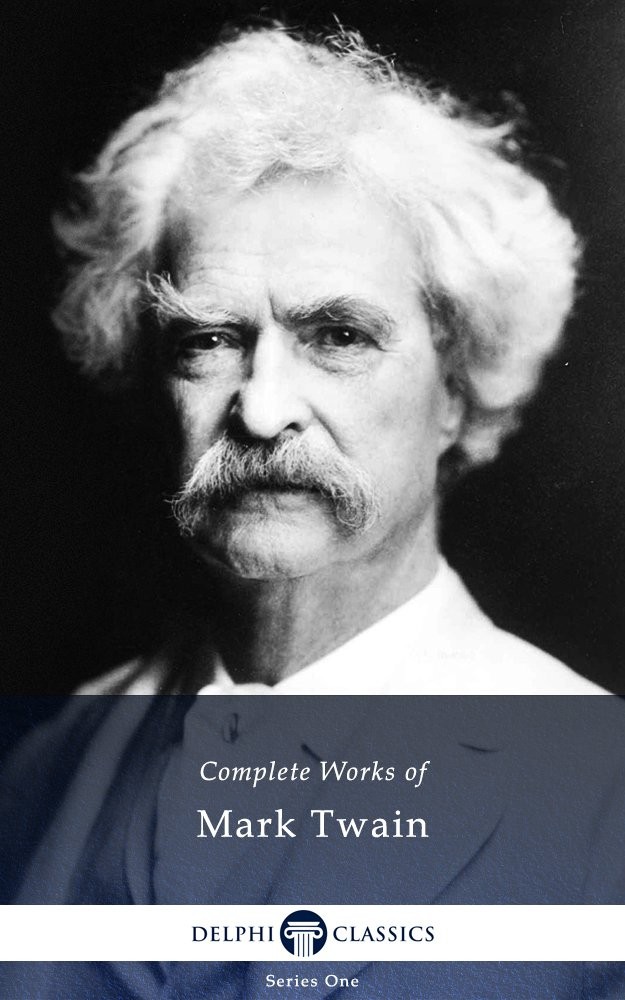 Complete Works of
Mark Twain
DELPHI CLASSICS
Series One